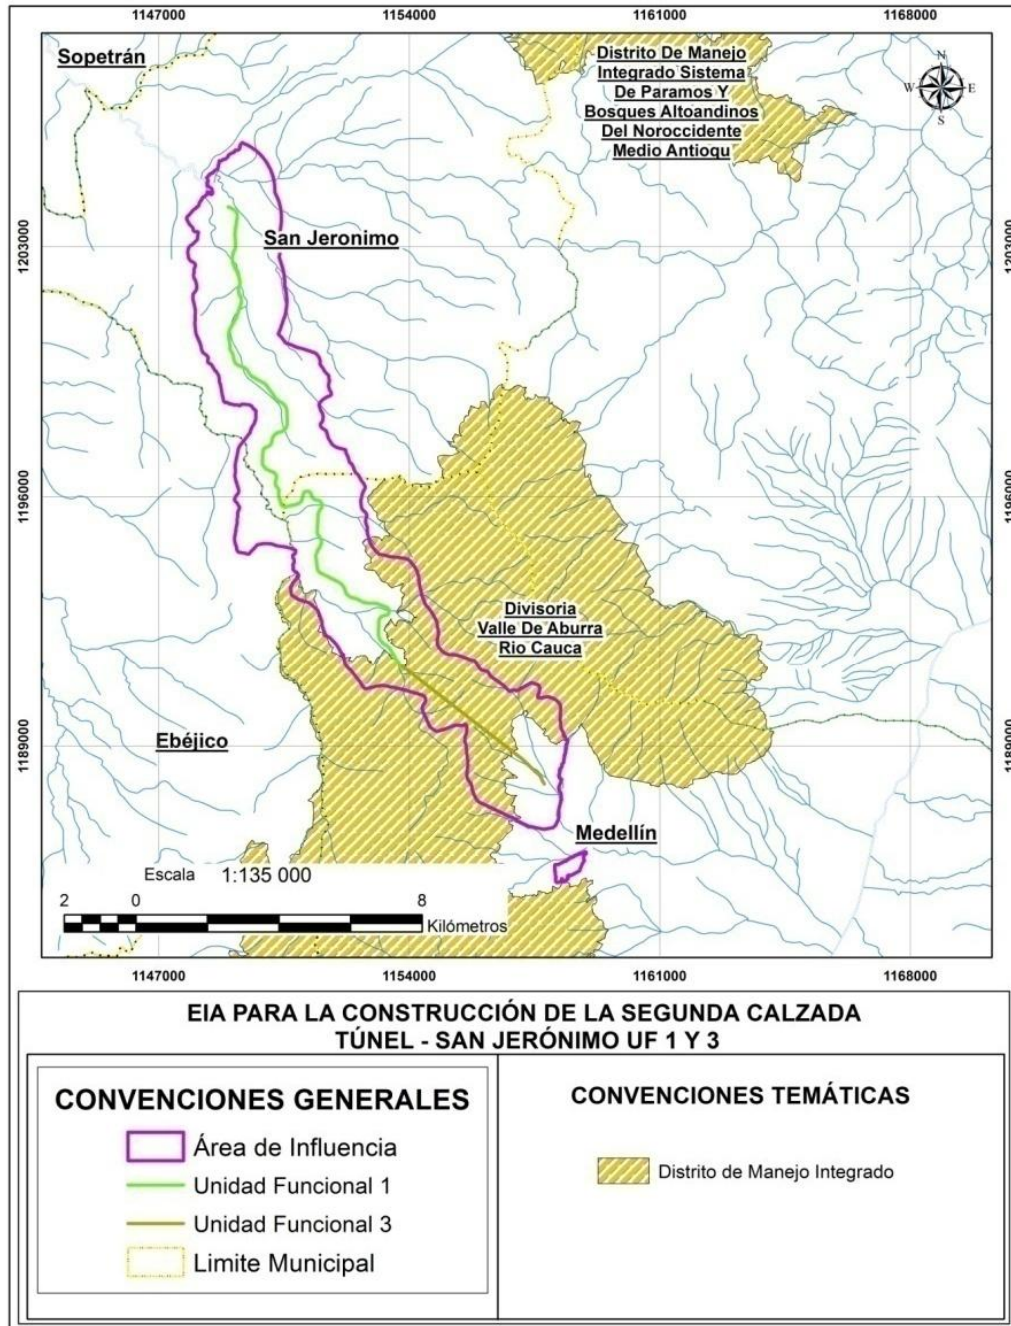 1147000 1154000 1161000 1168000
Sopetrán
Distrito De Manejo
Integrado Sistema
De Paramos Y
Bosques Altoandinos
Del Noroccidente
Medio Antioqu
N
W E
S
San Jeronimo
1203000 1203000
1196000 1196000
Divisoria
Valle De Aburra
Rio Cauca
Ebéjico
1189000 1189000
Medellín
Escala 1:135 000
2 0 8
Kilómetros
1147000 1154000 1161000 1168000
EIA PARA LA CONSTRUCCIÓN DE LA SEGUNDA CALZADA
TÚNEL - SAN JERÓNIMO UF 1 Y 3
CONVENCIONES GENERALES
Área de Influencia
Unidad Funcional 1
Unidad Funcional 3
Limite Municipal
CONVENCIONES TEMÁTICAS
Distrito de Manejo Integrado